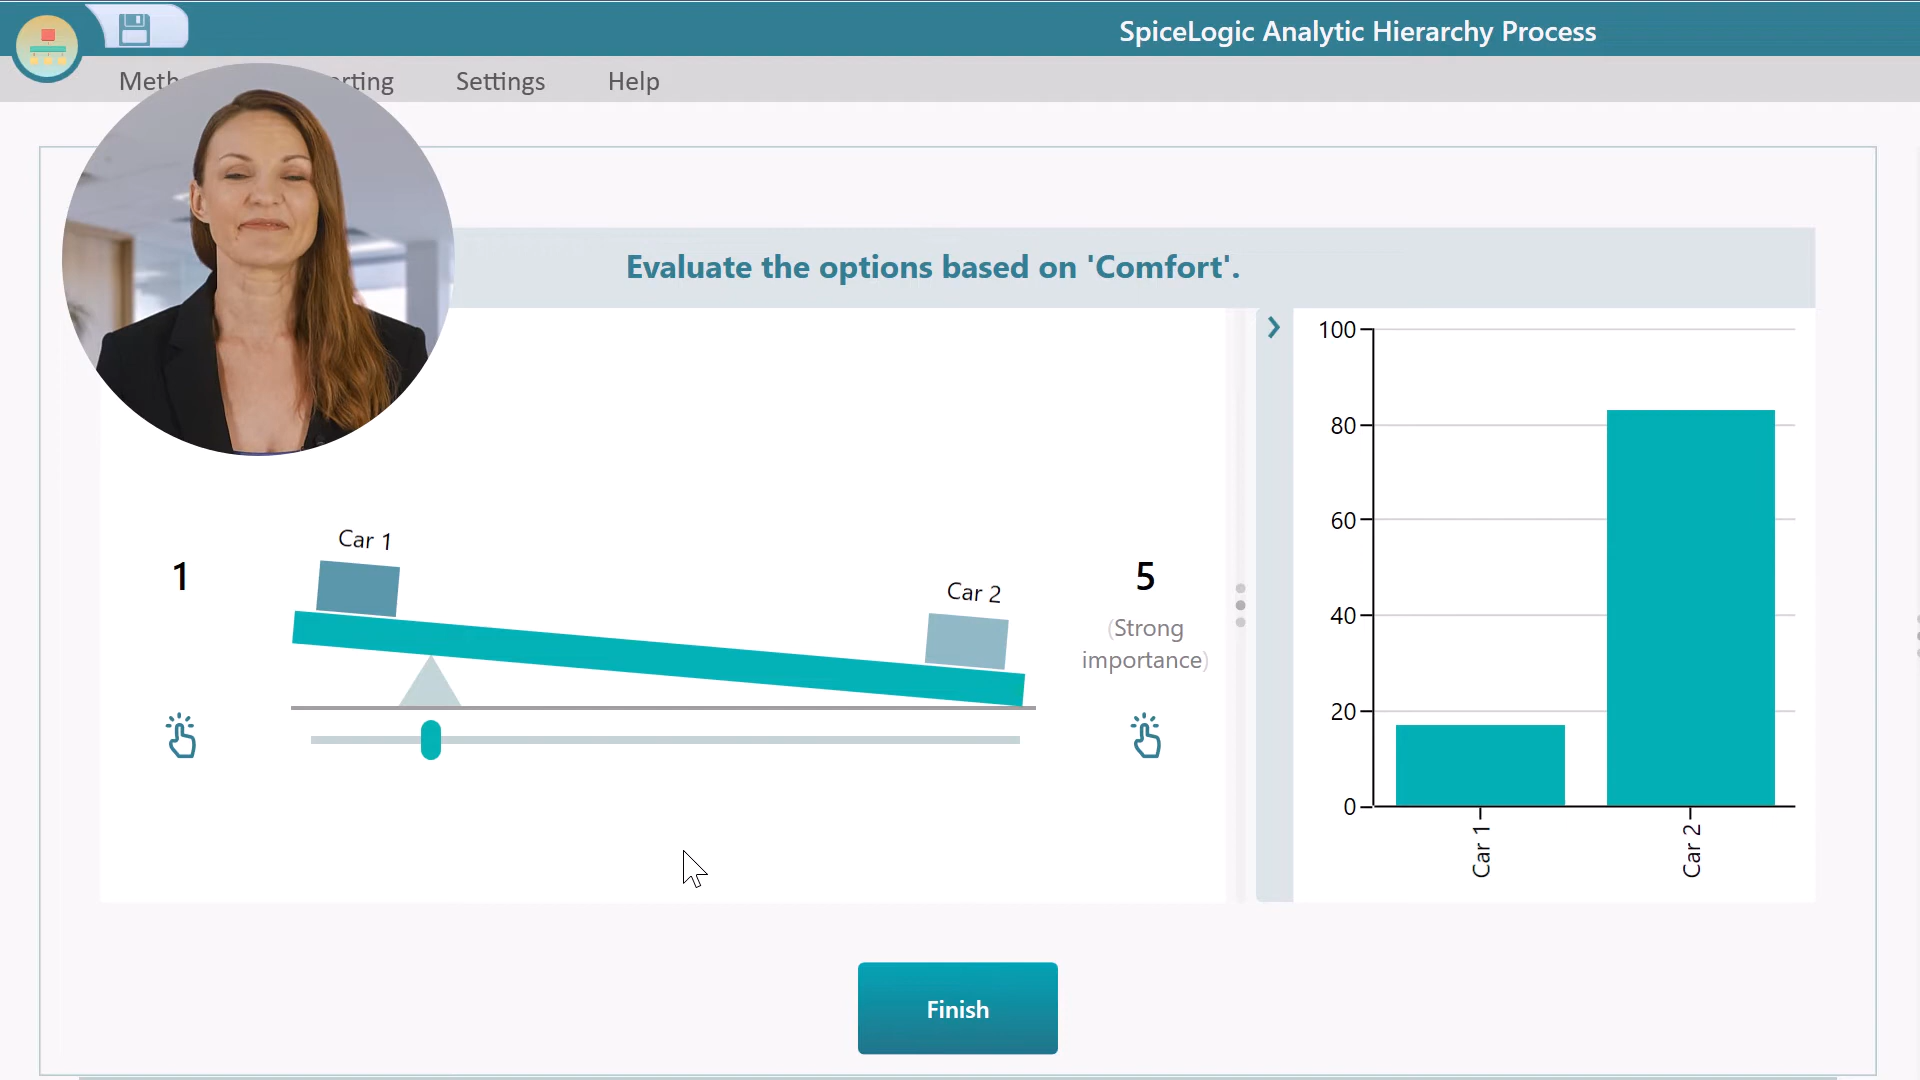 SpiceLogic Analytic Hierarchy Process
Settings Help
Evaluate the options based on 'Comfort'.
Car 1
1
Car 2
5
(Strong
importance)
100
80
60
40
20
0
Car 1
Car 2
Finish